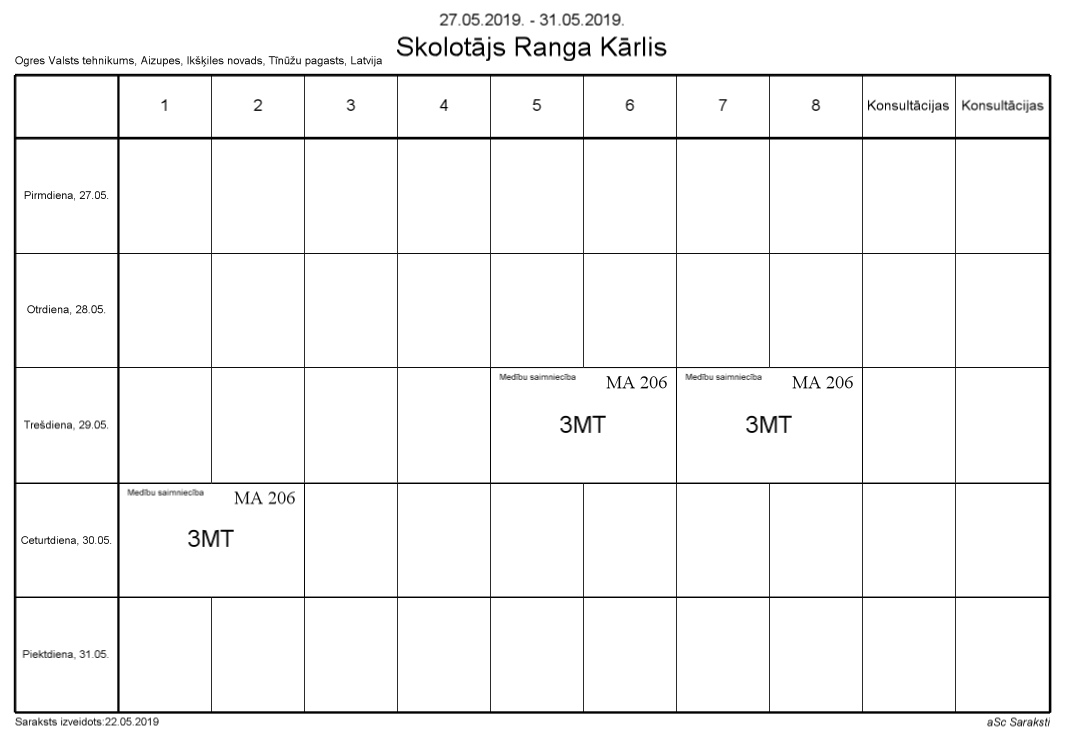 27.05.2019. - 31.05.2019.
Skolotājs Ranga Kārlis
Ogres Valsts tehnikums, Aizupes, Ikšķiles novads, Tīnūžu pagasts, Latvija
1 2 3 4 5 6 7 8 Konsultācijas Konsultācijas
Pirmdiena, 27.05.
Otrdiena, 28.05.
Medību saimniecība MA 206 Medību saimniecība MA 206
Trešdiena, 29.05. 3MT 3MT
Medību saimniecība MA 206
Ceturtdiena, 30.05. 3MT
Piektdiena, 31.05.
Saraksts izveidots:22.05.2019 aSc Saraksti